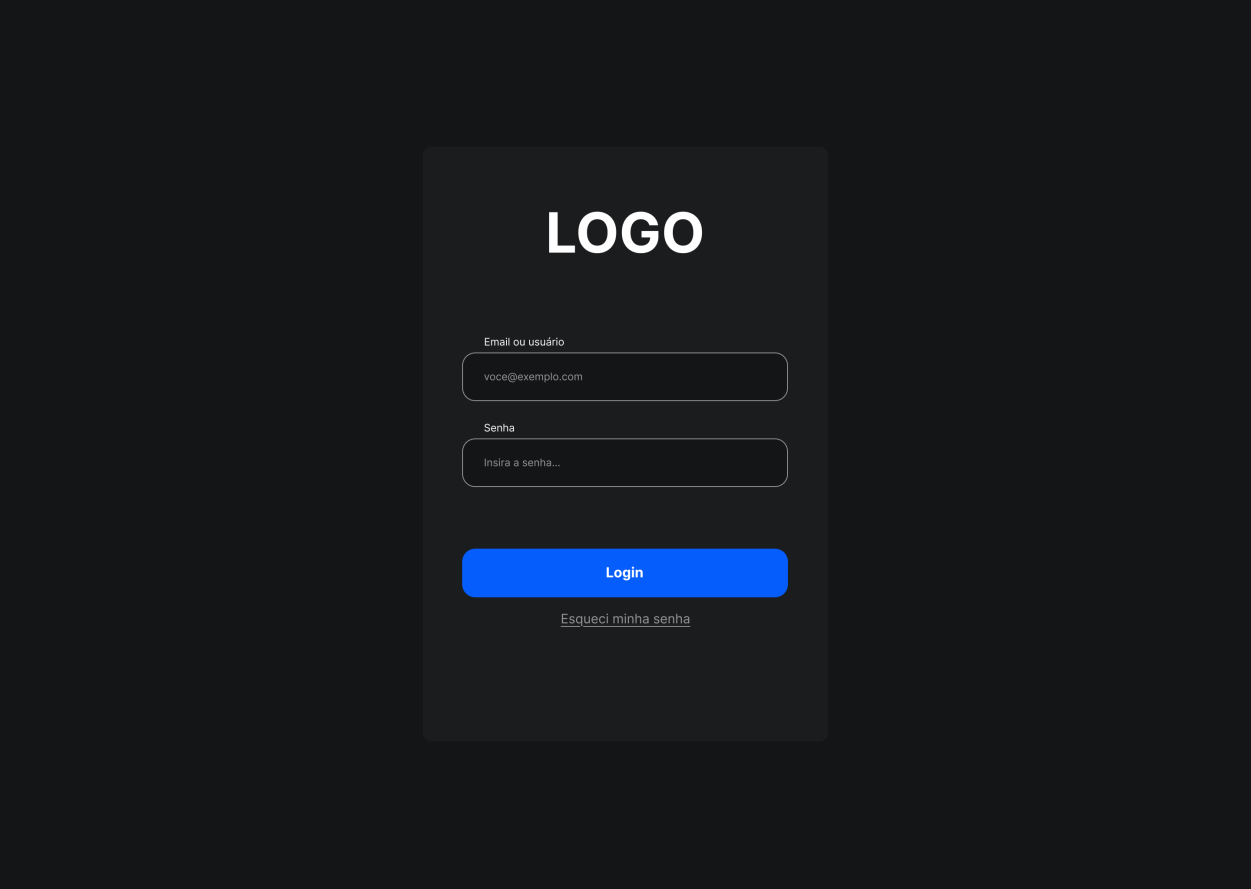 LOGO
Email ou usuário
voce@exemplo.com
Senha
Insira a senha...
Login
Esqueci minha senha